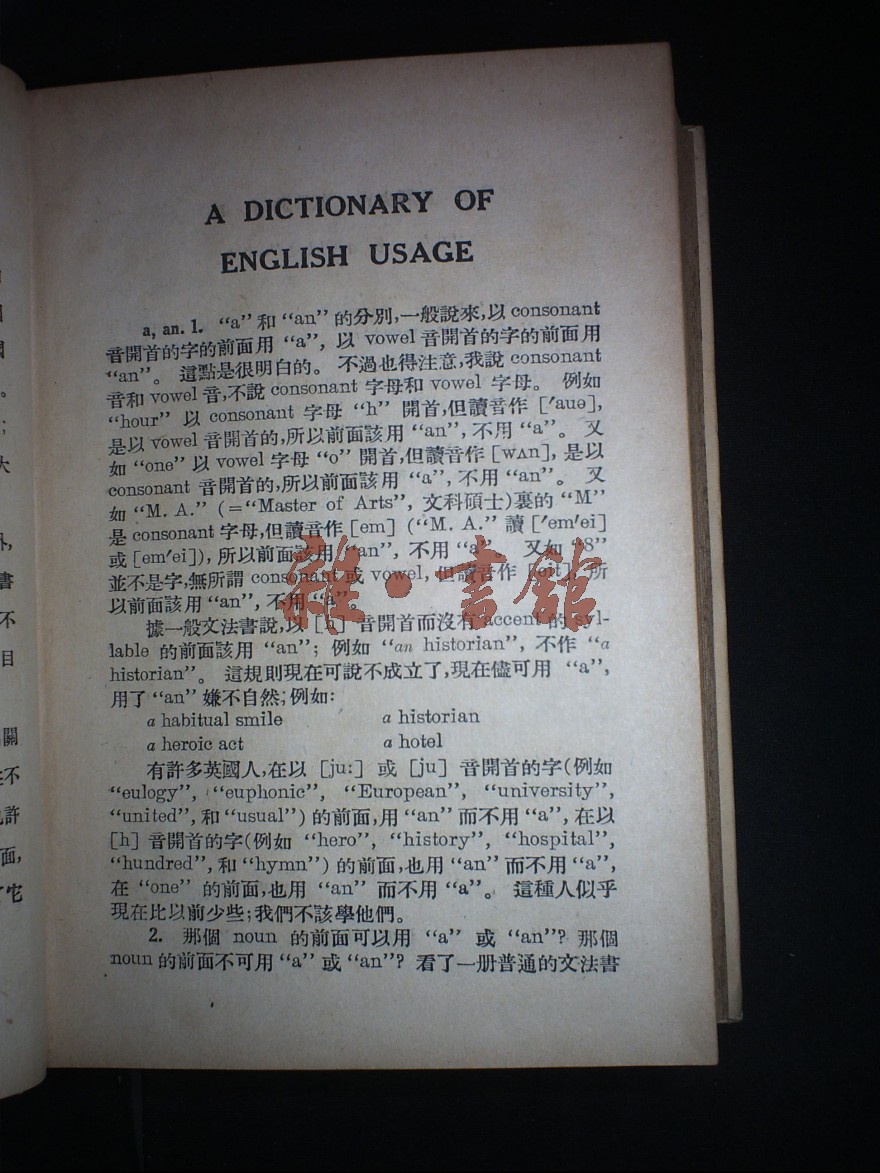 A DICTIONARY OF
ENGLISH USAGE
a, an. 1. “a” 和 “an” 的分別,一般說來,以 consonant
音開首的字的前面用 “a”, 以 vowel 音開首的字的前面用
“an”。 這點是很明白的。 不過也得注意,我說 consonant
音和 vowel 音,不說 consonant 字母和 vowel 字母。 例如
“hour” 以 consonant 字母 “h” 開首,但讀音作 [′auə],
是以 vowel 音開首的,所以前面該用 “an”, 不用 “a”。 又
如 “one” 以 vowel 字母 “o” 開首,但讀音作 [wʌn], 是以
consonant 音開首的,所以前面該用 “a”, 不用 “an”。 又
如 “M. A.” (=“Master of Arts”, 文科碩士)裏的 “M”
是 consonant 字母,但讀音作 [em] (“M. A.” 讀 [′em′ei]
或 [em′ei]), 所以前面該用 “an”, 不用 “a”。 又如 “8”
並不是字,無所謂 consonant 或 vowel, 但讀音作 [eit], 所
以前面該用 “an”, 不用 “a”。
據一般文法書說,以 [h] 音開首而沒有 accent 的 syl-
lable 的前面該用 “an”; 例如 “an historian”, 不作 “a
historian”。 這規則現在可說不成立了,現在儘可用 “a”,
用了 “an” 嫌不自然;例如:
a habitual smile a historian
a heroic act a hotel
有許多英國人,在以 [ju:] 或 [ju] 音開首的字(例如
“eulogy”, “euphonic”, “European”, “university”,
“united”, 和 “usual”) 的前面,用 “an” 而不用 “a”, 在以
[h] 音開首的字(例如 “hero”, “history”, “hospital”,
“hundred”, 和 “hymn”) 的前面,也用 “an” 而不用 “a”,
在 “one” 的前面,也用 “an” 而不用 “a”。 這種人似乎
現在比以前少些;我們不該學他們。
2. 那個 noun 的前面可以用 “a” 或 “an”? 那個
noun 的前面不可用 “a” 或 “an”? 看了一册普通的文法書
雜·書館